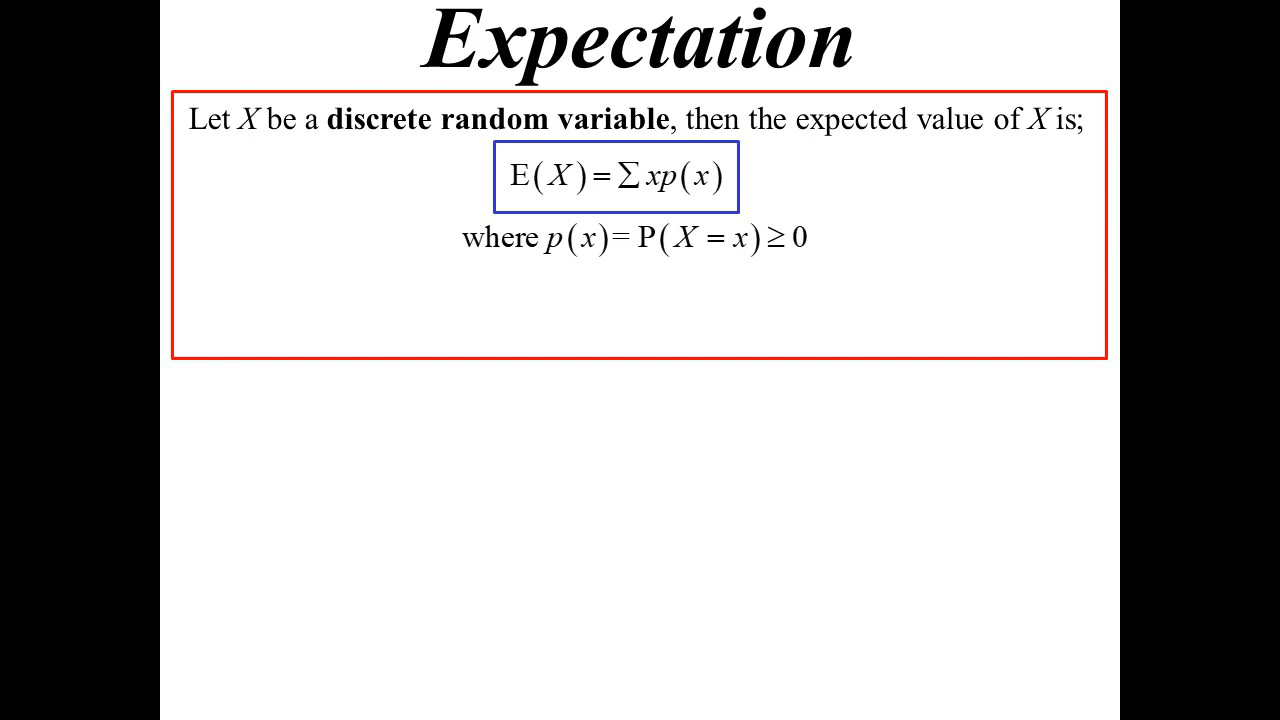 Expectation
Let X be a discrete random variable, then the expected value of X is;
E(X) = ∑ xp(x)
where p(x)= P(X = x) ≥ 0